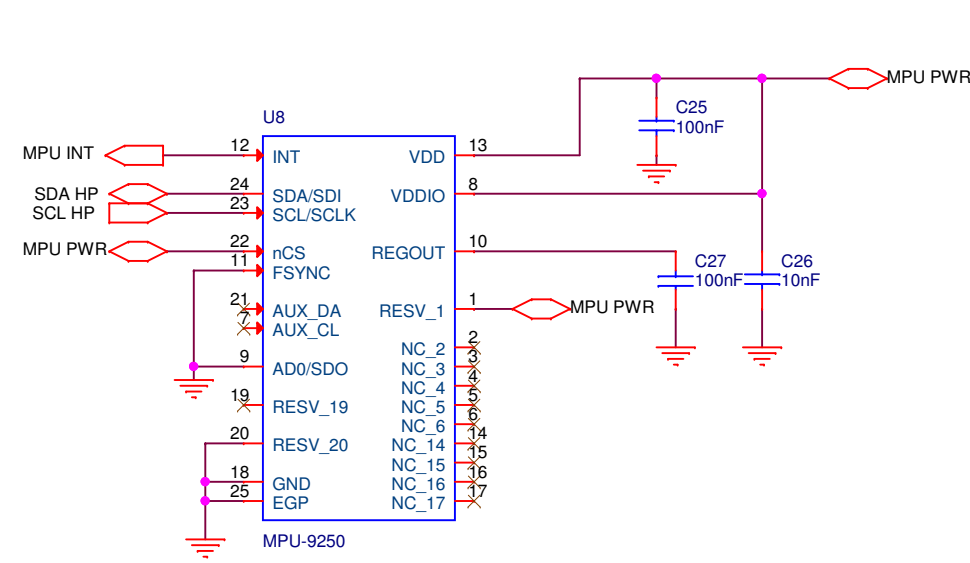 MPU PWR
C25
100nF
U8
MPU INT
12
INT
VDD
13
SDA HP
24
SDA/SDI
VDDIO
8
SCL HP
23
SCL/SCLK
MPU PWR
22
nCS
REGOUT
10
C27
100nF
C26
10nF
11
FSYNC
21
AUX_DA
RESV_1
1
MPU PWR
7
AUX_CL
NC_2
2
NC_3
3
9
AD0/SDO
NC_4
4
19
RESV_19
NC_5
5
NC_6
6
20
RESV_20
NC_14
14
NC_15
15
18
GND
NC_16
16
25
EGP
NC_17
17
MPU-9250